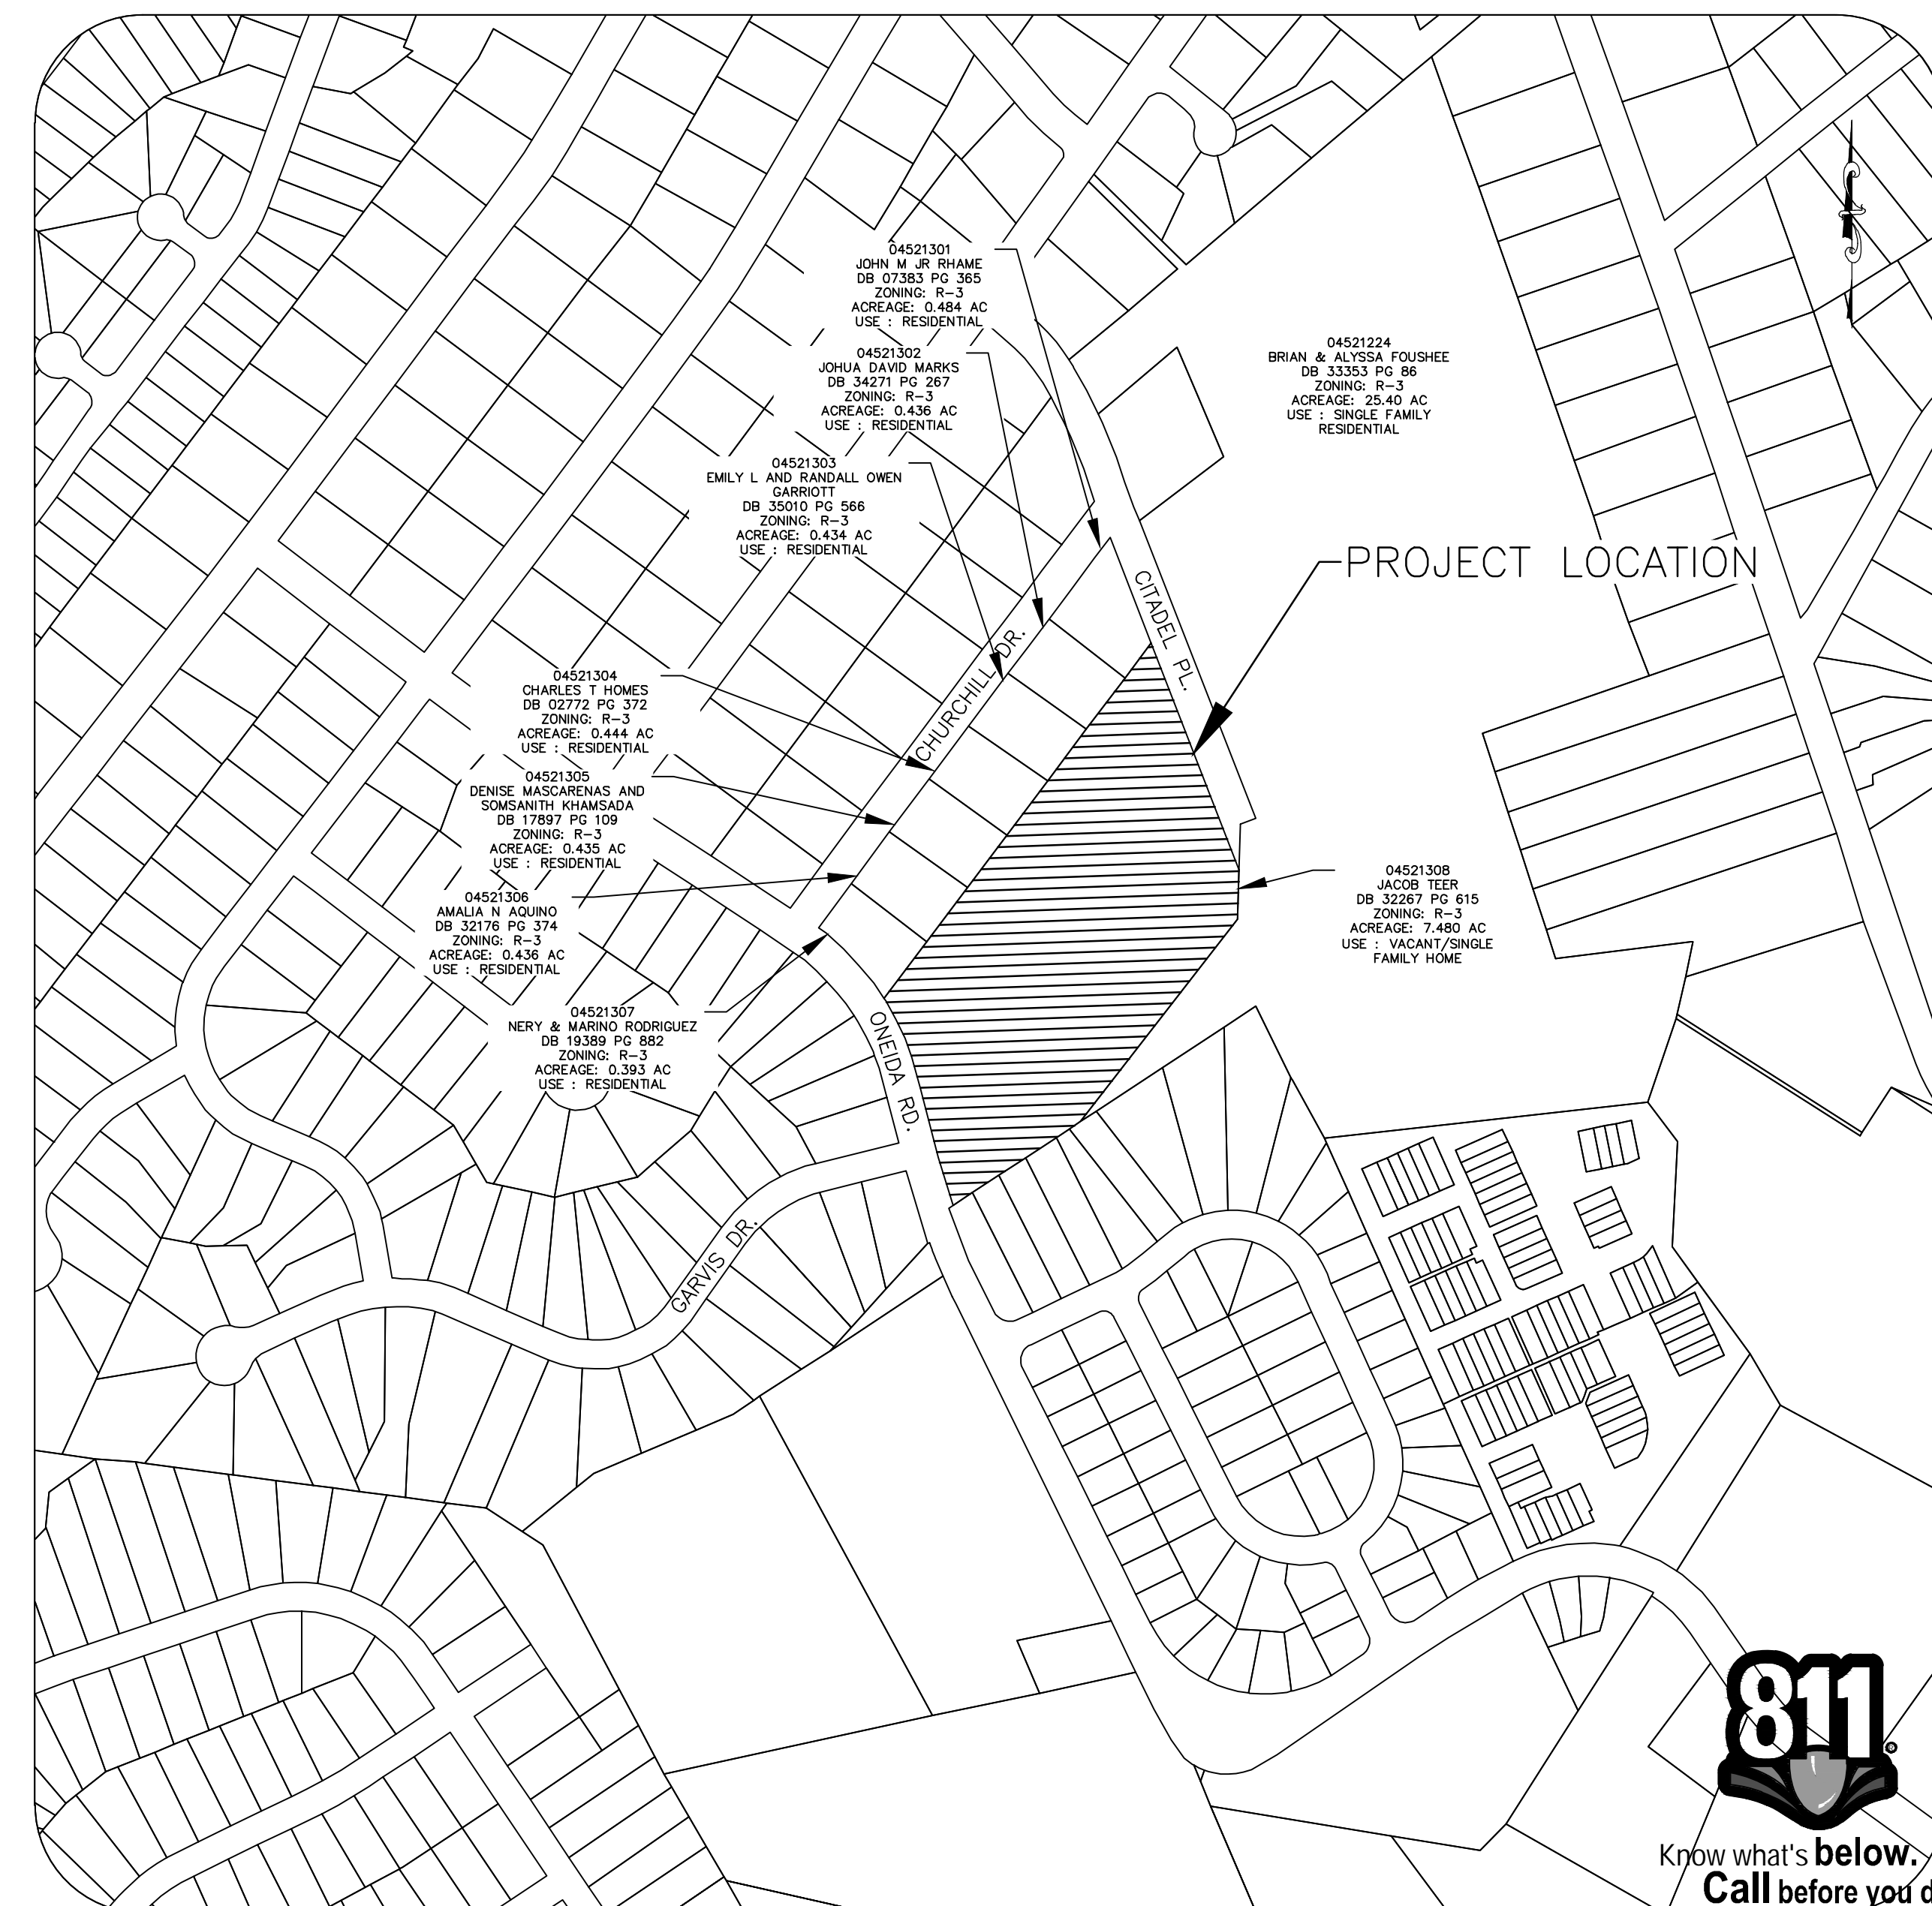 04521301
JOHN M JR RHAME
DB 07383 PG 365
ZONING: R-3
ACREAGE: 0.484 AC
USE : RESIDENTIAL
04521302
JOHUA DAVID MARKS
DB 34271 PG 267
ZONING: R-3
ACREAGE: 0.436 AC
USE : RESIDENTIAL
04521224
BRIAN & ALYSSA FOUSHEE
DB 33353 PG 86
ZONING: R-3
ACREAGE: 25.40 AC
USE : SINGLE FAMILY
RESIDENTIAL
04521303
EMILY L AND RANDALL OWEN
GARRIOTT
DB 35010 PG 566
ZONING: R-3
ACREAGE: 0.434 AC
USE : RESIDENTIAL
PROJECT LOCATION
CITADEL PL.
CHURCHILL DR.
04521304
CHARLES T HOMES
DB 02772 PG 372
ZONING: R-3
ACREAGE: 0.444 AC
USE : RESIDENTIAL
04521305
DENISE MASCARENAS AND
SOMSANITH KHAMSADA
DB 17897 PG 109
ZONING: R-3
ACREAGE: 0.435 AC
USE : RESIDENTIAL
04521306
AMALIA N AQUINO
DB 32176 PG 374
ZONING: R-3
ACREAGE: 0.436 AC
USE : RESIDENTIAL
04521308
JACOB TEER
DB 32267 PG 615
ZONING: R-3
ACREAGE: 7.480 AC
USE : VACANT/SINGLE
FAMILY HOME
04521307
NERY & MARINO RODRIGUEZ
DB 19389 PG 882
ZONING: R-3
ACREAGE: 0.393 AC
USE : RESIDENTIAL
ONEIDA RD.
GARVIS DR.
811®
Know what's below.
Call before you d